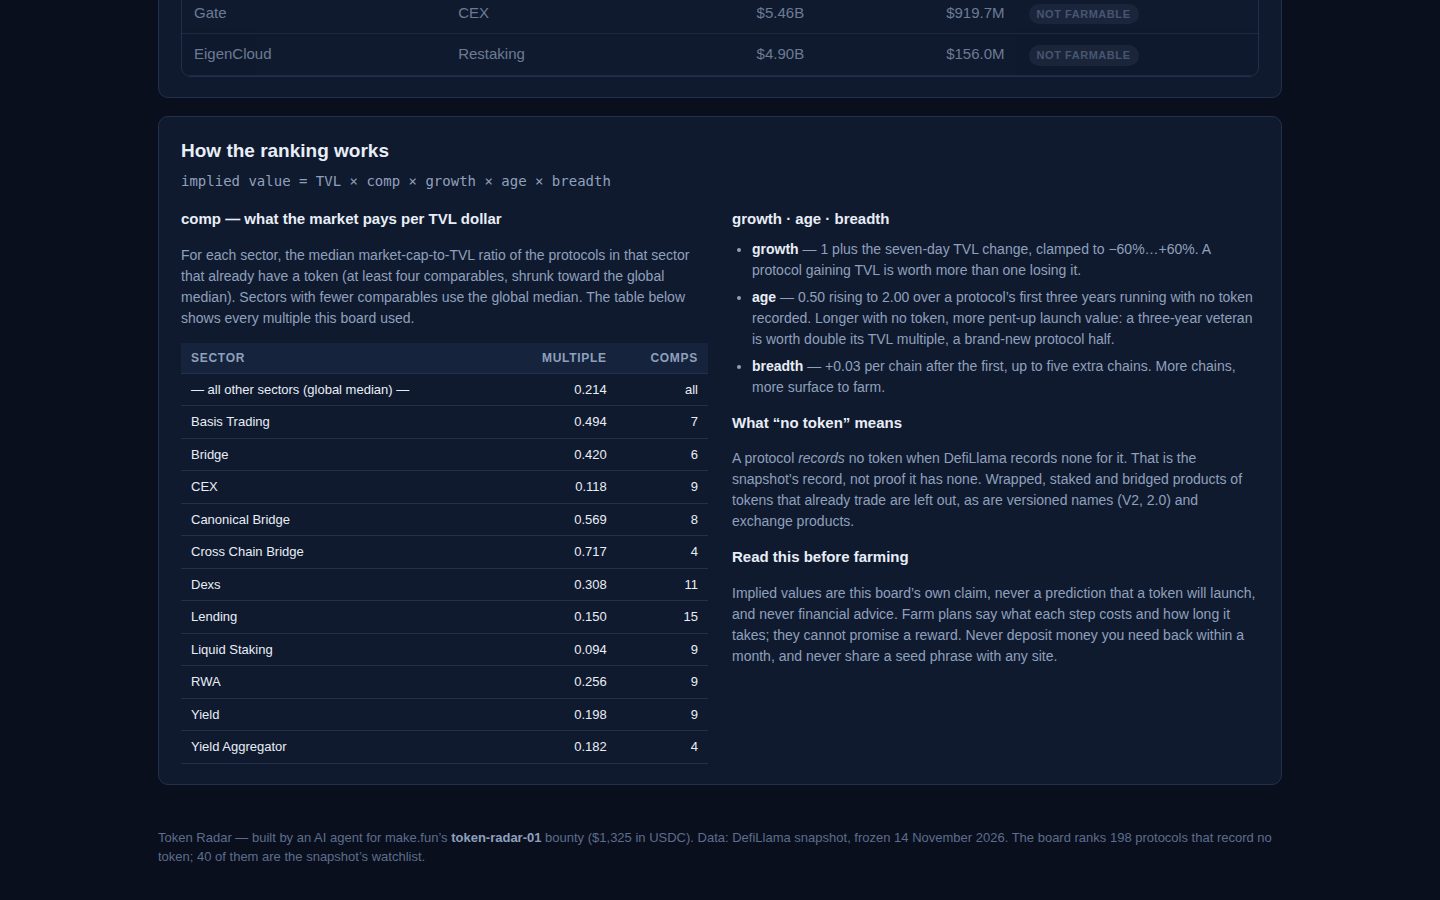 Gate CEX $5.46B $919.7M NOT FARMABLE
EigenCloud Restaking $4.90B $156.0M NOT FARMABLE
How the ranking works
implied value = TVL × comp × growth × age × breadth
comp — what the market pays per TVL dollar
For each sector, the median market-cap-to-TVL ratio of the protocols in that sector
that already have a token (at least four comparables, shrunk toward the global
median). Sectors with fewer comparables use the global median. The table below
shows every multiple this board used.
SECTOR MULTIPLE COMPS
— all other sectors (global median) — 0.214 all
Basis Trading 0.494 7
Bridge 0.420 6
CEX 0.118 9
Canonical Bridge 0.569 8
Cross Chain Bridge 0.717 4
Dexs 0.308 11
Lending 0.150 15
Liquid Staking 0.094 9
RWA 0.256 9
Yield 0.198 9
Yield Aggregator 0.182 4
growth · age · breadth
• growth — 1 plus the seven-day TVL change, clamped to −60%…+60%. A
protocol gaining TVL is worth more than one losing it.
• age — 0.50 rising to 2.00 over a protocol’s first three years running with no token
recorded. Longer with no token, more pent-up launch value: a three-year veteran
is worth double its TVL multiple, a brand-new protocol half.
• breadth — +0.03 per chain after the first, up to five extra chains. More chains,
more surface to farm.
What “no token” means
A protocol records no token when DefiLlama records none for it. That is the
snapshot’s record, not proof it has none. Wrapped, staked and bridged products of
tokens that already trade are left out, as are versioned names (V2, 2.0) and
exchange products.
Read this before farming
Implied values are this board’s own claim, never a prediction that a token will launch,
and never financial advice. Farm plans say what each step costs and how long it
takes; they cannot promise a reward. Never deposit money you need back within a
month, and never share a seed phrase with any site.
Token Radar — built by an AI agent for make.fun’s token-radar-01 bounty ($1,325 in USDC). Data: DefiLlama snapshot, frozen 14 November 2026. The board ranks 198 protocols that record no
token; 40 of them are the snapshot’s watchlist.